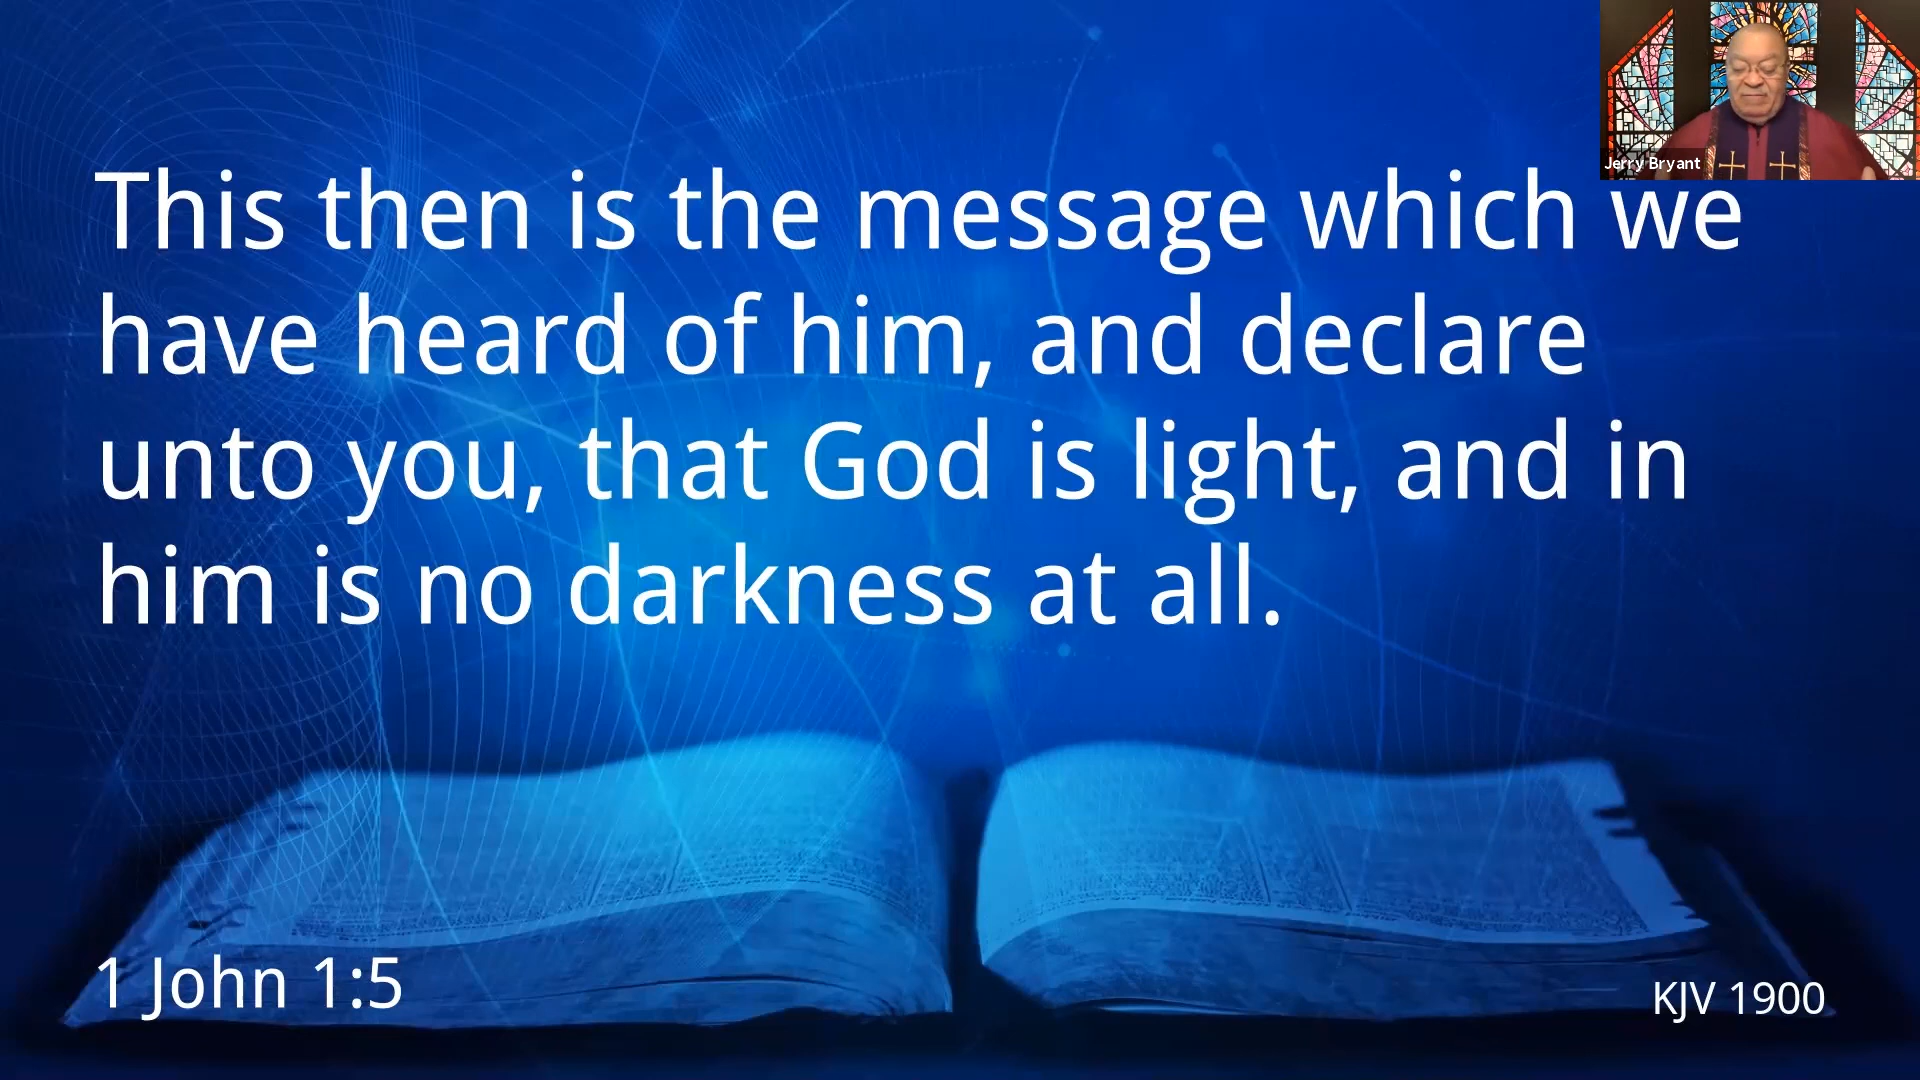 Jerry Bryant
This then is the message which we
have heard of him, and declare
unto you, that God is light, and in
him is no darkness at all.
1 John 1:5
KJV 1900